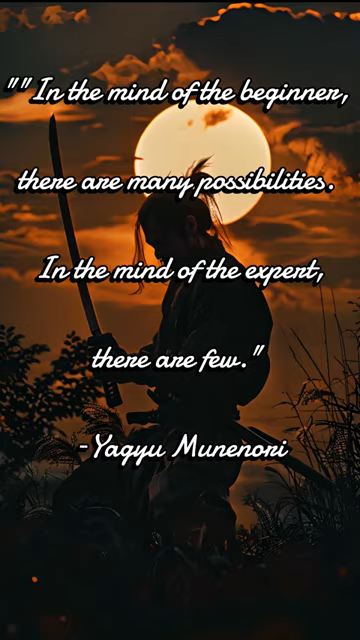 ""In the mind of the beginner,
there are many possibilities.
In the mind of the expert,
there are few."
-Yagyu Munenori